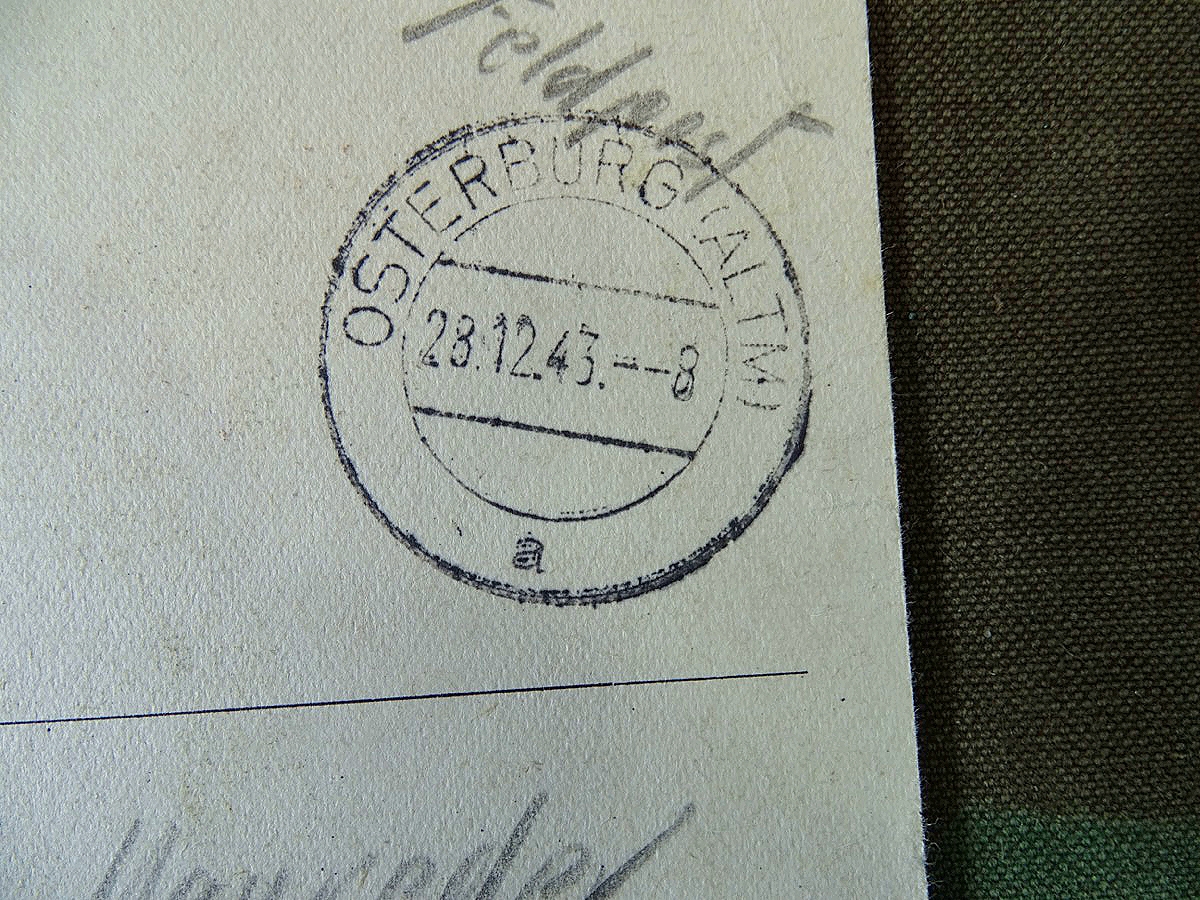 Feldpost
OSTERBURG (ALTM)
28.12.43.--8
a